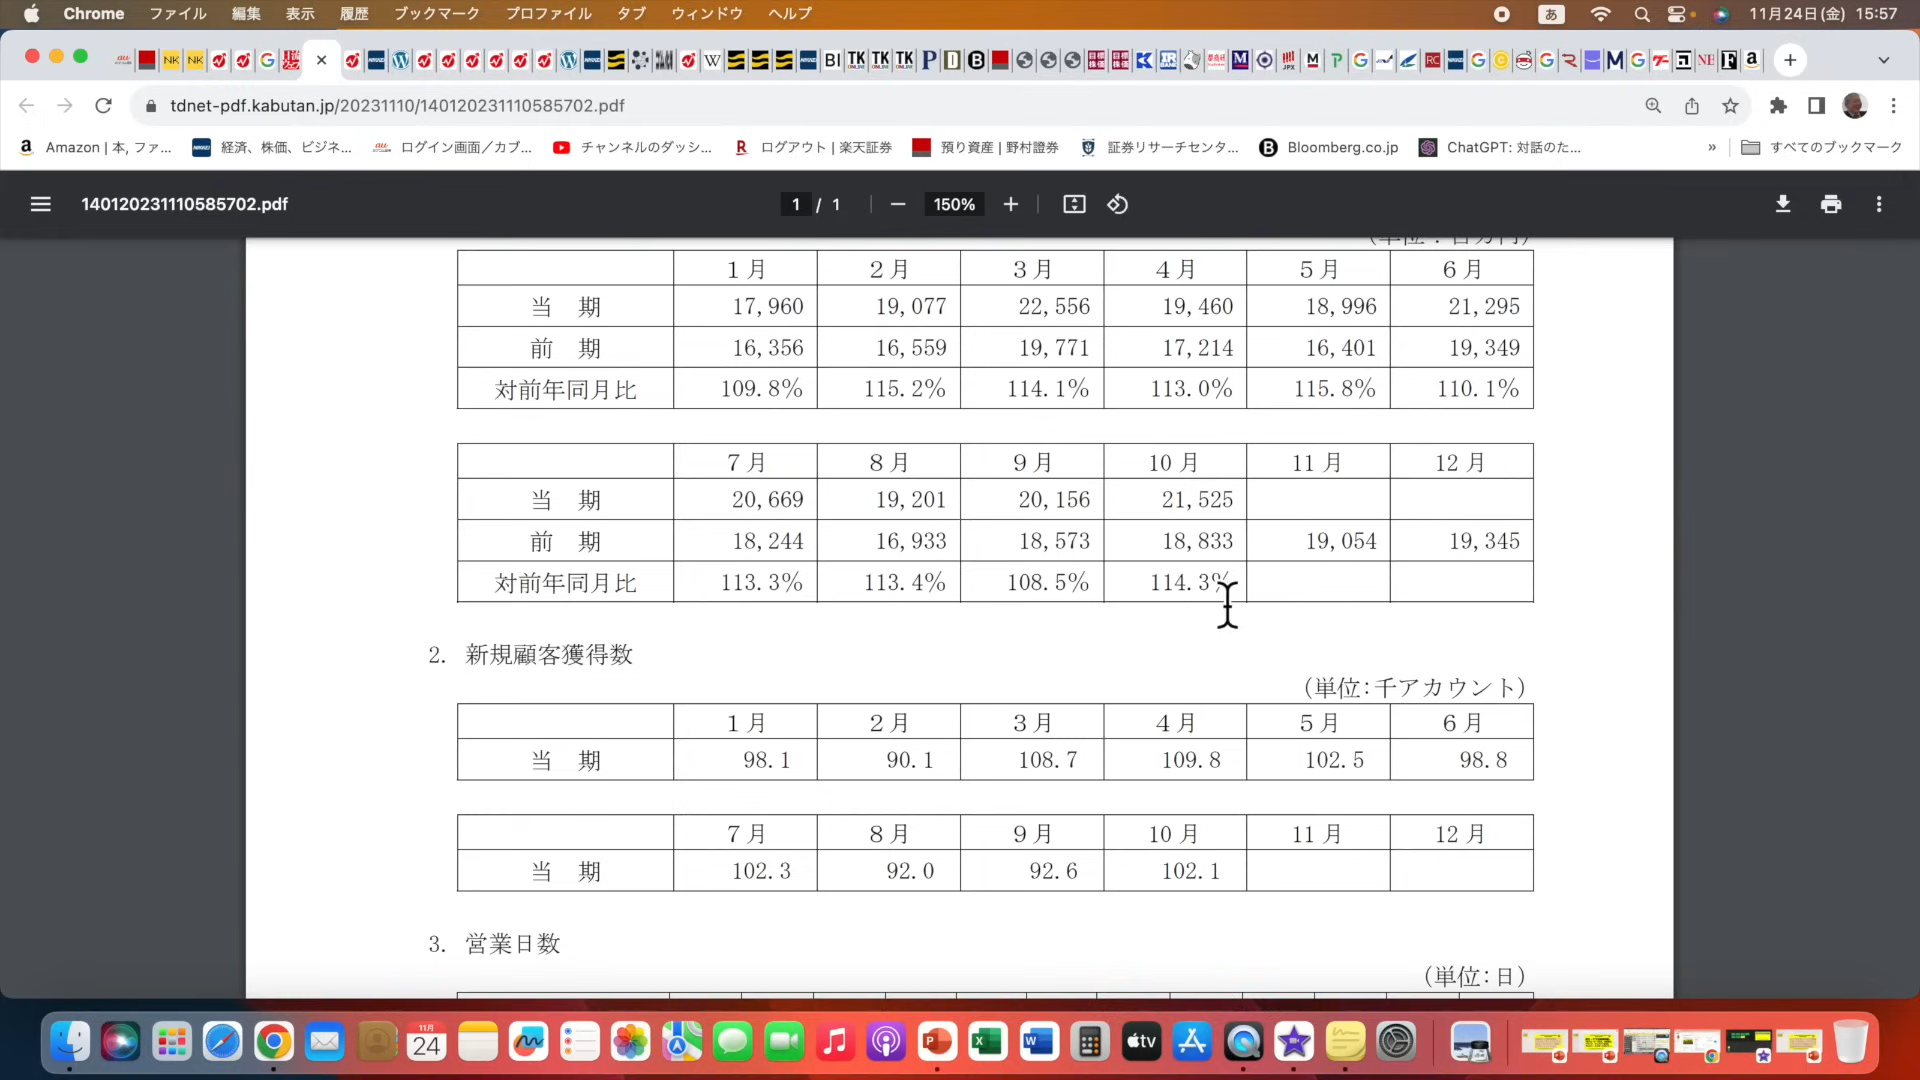 Chrome ファイル 編集 表示 履歴 ブックマーク プロファイル タブ ウィンドウ ヘルプ あ 11月24日(金) 15:57
tdnet-pdf.kabutan.jp/20231110/140120231110585702.pdf
Amazon | 本, ファ... 経済、株価、ビジネ... ログイン画面／カブ... チャンネルのダッシ... ログアウト | 楽天証券 預り資産 | 野村證券 証券リサーチセンタ... Bloomberg.co.jp ChatGPT: 対話のた... » すべてのブックマーク
140120231110585702.pdf 1 / 1 150%
(単位：百万円)
1月 2月 3月 4月 5月 6月
当 期 17,960 19,077 22,556 19,460 18,996 21,295
前 期 16,356 16,559 19,771 17,214 16,401 19,349
対前年同月比 109.8% 115.2% 114.1% 113.0% 115.8% 110.1%
7月 8月 9月 10月 11月 12月
当 期 20,669 19,201 20,156 21,525
前 期 18,244 16,933 18,573 18,833 19,054 19,345
対前年同月比 113.3% 113.4% 108.5% 114.3%
2. 新規顧客獲得数
(単位:千アカウント)
1月 2月 3月 4月 5月 6月
当 期 98.1 90.1 108.7 109.8 102.5 98.8
7月 8月 9月 10月 11月 12月
当 期 102.3 92.0 92.6 102.1
3. 営業日数
(単位:日)
11月
24
tv